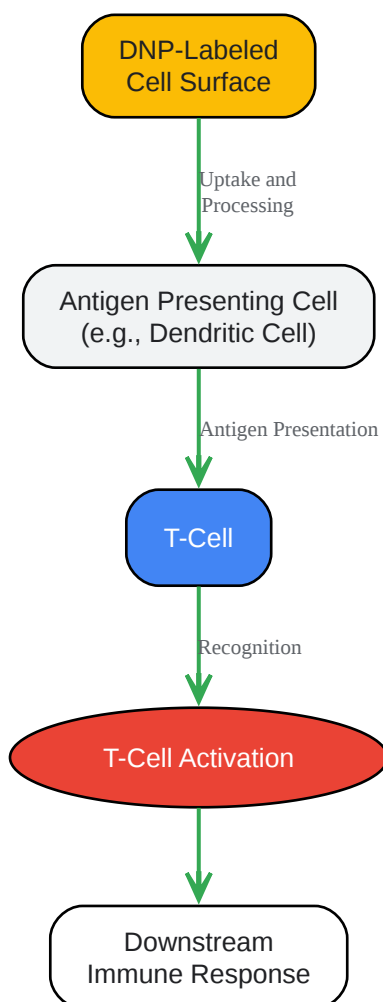 DNP-Labeled
Cell Surface
Uptake and
Processing
Antigen Presenting Cell
(e.g., Dendritic Cell)
Antigen Presentation
T-Cell
Recognition
T-Cell Activation
Downstream
Immune Response